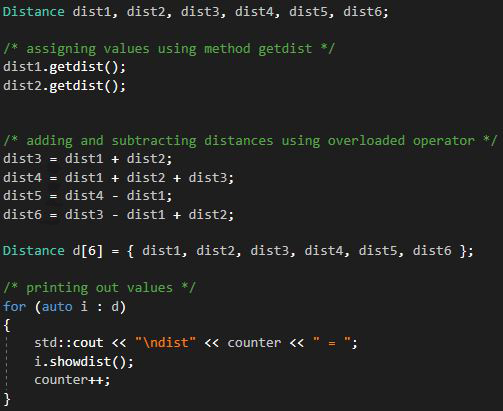 Distance dist1, dist2, dist3, dist4, dist5, dist6;
/* assigning values using method getdist */
dist1.getdist();
dist2.getdist();
/* adding and subtracting distances using overloaded operator */
dist3 = dist1 + dist2;
dist4 = dist1 + dist2 + dist3;
dist5 = dist4 - dist1;
dist6 = dist3 - dist1 + dist2;
Distance d[6] = { dist1, dist2, dist3, dist4, dist5, dist6 };
/* printing out values */
for (auto i : d)
{
    std::cout << "\ndist" << counter << " = ";
    i.showdist();
    counter++;
}